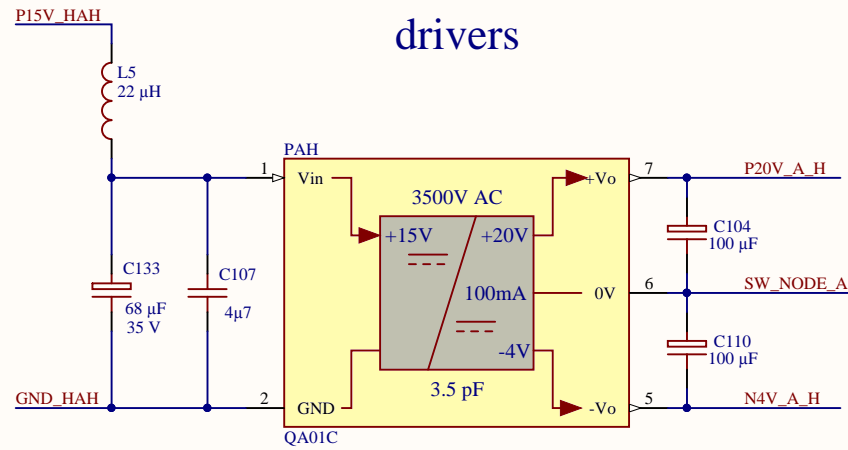 P15V_HAH
drivers
L5
22 µH
PAH
1
Vin
3500V AC
+Vo
7
P20V_A_H
+15V
+20V
C104
100 µF
C133
68 µF
35 V
C107
4µ7
100mA
0V
6
SW_NODE_A
-4V
C110
100 µF
3.5 pF
GND_HAH
2
GND
-Vo
5
N4V_A_H
QA01C